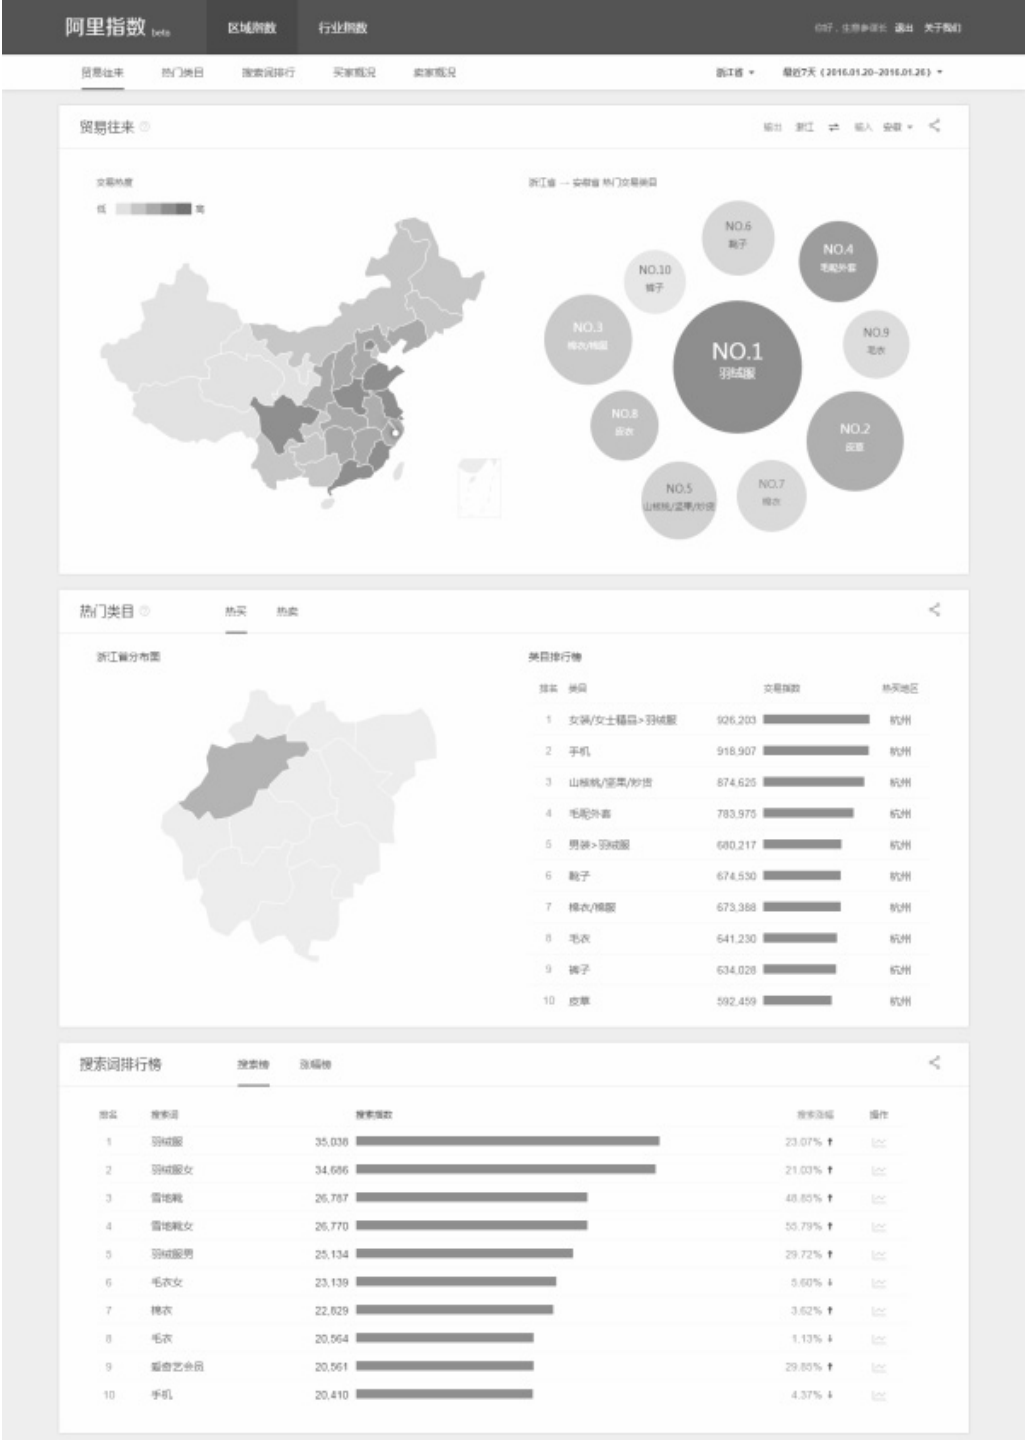 阿里指数 beta 区域指数 行业指数 退出 关于我们
贸易往来 热门类目 搜索词排行 买家概况 卖家概况 浙江省 最近7天 (2016.01.20~2016.01.26)
贸易往来 输出 浙江 输入 安徽
交易热度
低 高
浙江省 → 安徽省 热门交易类目
NO.6
靴子
NO.4
毛呢外套
NO.10
裤子
NO.3
棉衣/棉服
NO.9
毛衣
NO.1
羽绒服
NO.8
皮衣
NO.2
皮草
NO.5
山核桃/坚果/炒货
NO.7
棉衣
热门类目 热买 热卖
浙江省分布图
类目排行榜
排名 类目 交易指数 热买地区
1 女装/女士精品>羽绒服 926,203 杭州
2 手机 918,907 杭州
3 山核桃/坚果/炒货 874,625 杭州
4 毛呢外套 783,975 杭州
5 男装>羽绒服 680,217 杭州
6 靴子 674,530 杭州
7 棉衣/棉服 673,388 杭州
8 毛衣 641,230 杭州
9 裤子 634,028 杭州
10 皮草 592,459 杭州
搜索词排行榜 搜索榜 涨幅榜
排名 搜索词 搜索指数 搜索涨幅 操作
1 羽绒服 35,038 23.07% ↑
2 羽绒服女 34,686 21.03% ↑
3 雪地靴 26,787 48.85% ↑
4 雪地靴女 26,770 55.79% ↑
5 羽绒服男 25,134 29.72% ↑
6 毛衣女 23,139 5.60% ↓
7 棉衣 22,829 3.62% ↑
8 毛衣 20,564 1.13% ↓
9 爱奇艺会员 20,561 29.85% ↑
10 手机 20,410 4.37% ↓